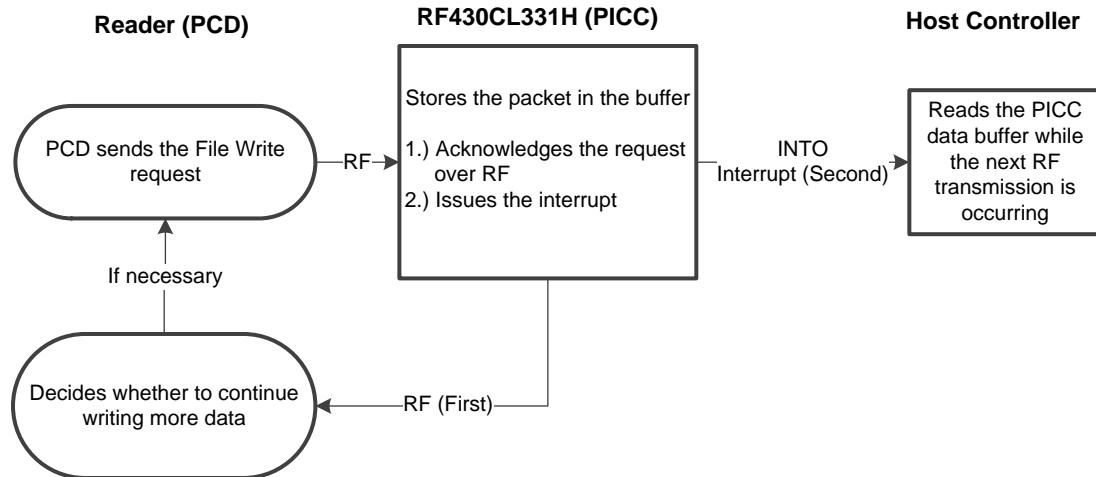 Reader (PCD)
RF430CL331H (PICC)
Host Controller
PCD sends the File Write
request
RF
Stores the packet in the buffer
1.) Acknowledges the request
over RF
2.) Issues the interrupt
INTO
Interrupt (Second)
Reads the PICC
data buffer while
the next RF
transmission is
occurring
If necessary
Decides whether to continue
writing more data
RF (First)